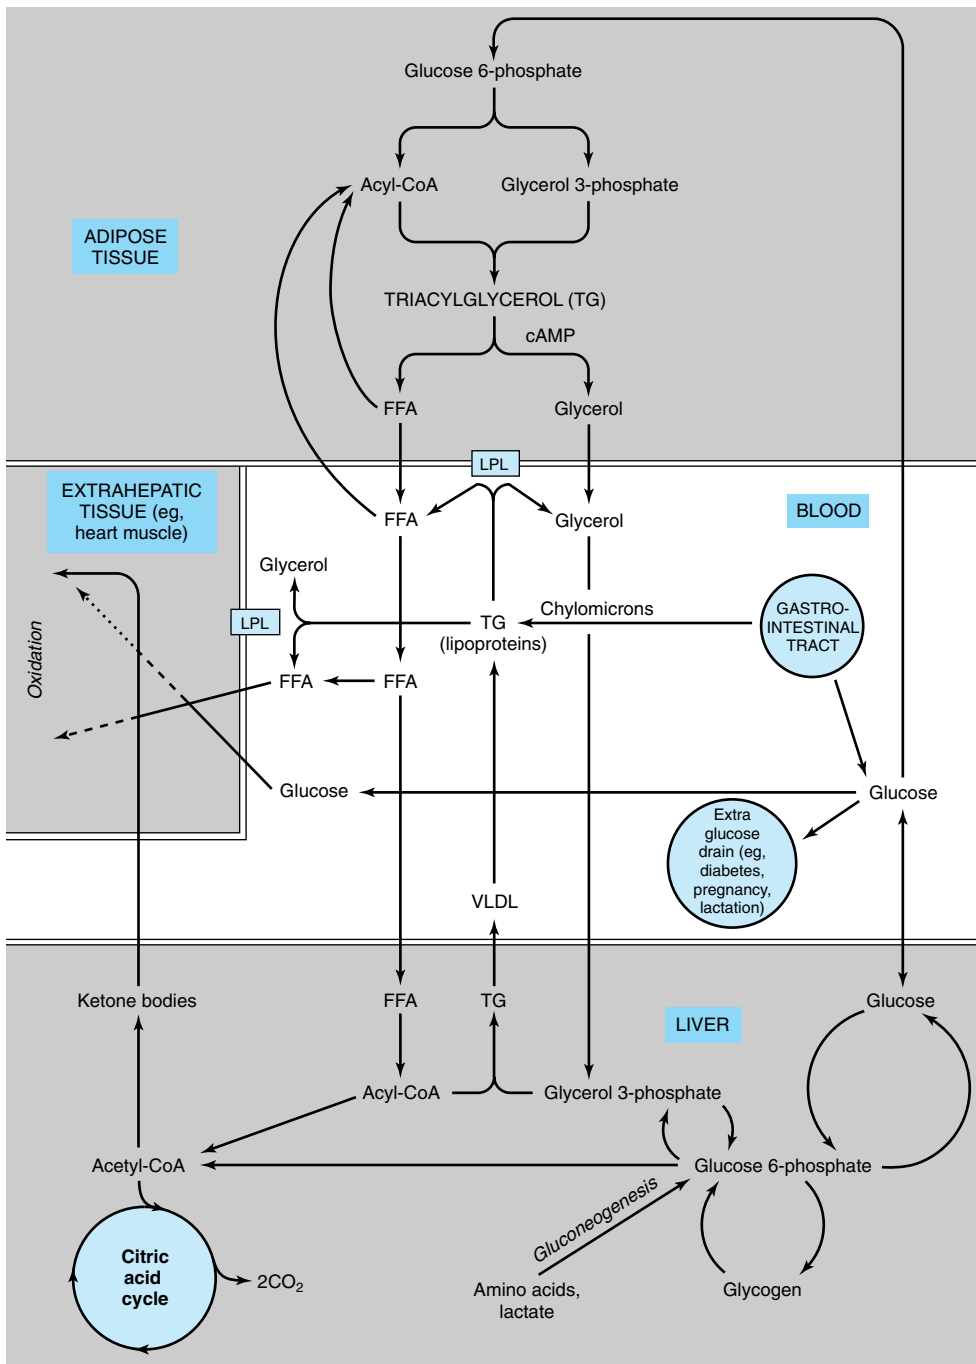 Glucose 6-phosphate
Acyl-CoA
Glycerol 3-phosphate
ADIPOSE
TISSUE
TRIACYLGLYCEROL (TG)
cAMP
FFA
Glycerol
LPL
EXTRAHEPATIC
TISSUE (eg,
heart muscle)
FFA
Glycerol
BLOOD
Glycerol
LPL
TG
(lipoproteins)
Chylomicrons
GASTRO-
INTESTINAL
TRACT
Oxidation
FFA
FFA
Glucose
Glucose
Extra
glucose
drain (eg,
diabetes,
pregnancy,
lactation)
VLDL
Ketone bodies
FFA
TG
Glucose
LIVER
Acyl-CoA
Glycerol 3-phosphate
Acetyl-CoA
Glucose 6-phosphate
Gluconeogenesis
Citric
acid
cycle
2CO₂
Amino acids,
lactate
Glycogen